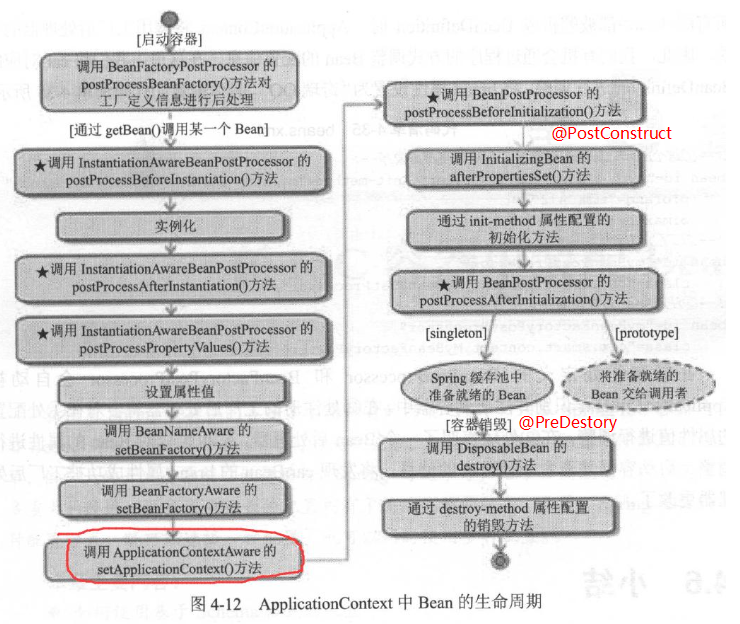 [启动容器]
调用 BeanFactoryPostProcessor 的
postProcessBeanFactory()方法对
工厂定义信息进行后处理
[通过 getBean()调用某一个 Bean]
★调用 InstantiationAwareBeanPostProcessor 的
postProcessBeforeInstantiation()方法
实例化
★调用 InstantiationAwareBeanPostProcessor 的
postProcessAfterInstantiation()方法
★调用 InstantiationAwareBeanPostProcessor 的
postProcessPropertyValues()方法
设置属性值
调用 BeanNameAware 的
setBeanFactory()方法
调用 BeanFactoryAware 的
setBeanFactory()方法
调用 ApplicationContextAware 的
setApplicationContext()方法
★调用 BeanPostProcessor 的
postProcessBeforeInitialization()方法
@PostConstruct
调用 InitializingBean 的
afterPropertiesSet()方法
通过 init-method 属性配置的
初始化方法
★调用 BeanPostProcessor 的
postProcessAfterInitialization()方法
[singleton]
[prototype]
Spring 缓存池中
准备就绪的 Bean
将准备就绪的
Bean 交给调用者
[容器销毁]
@PreDestory
调用 DisposableBean 的
destroy()方法
通过 destroy-method 属性配置
的销毁方法
图 4-12 ApplicationContext 中 Bean 的生命周期